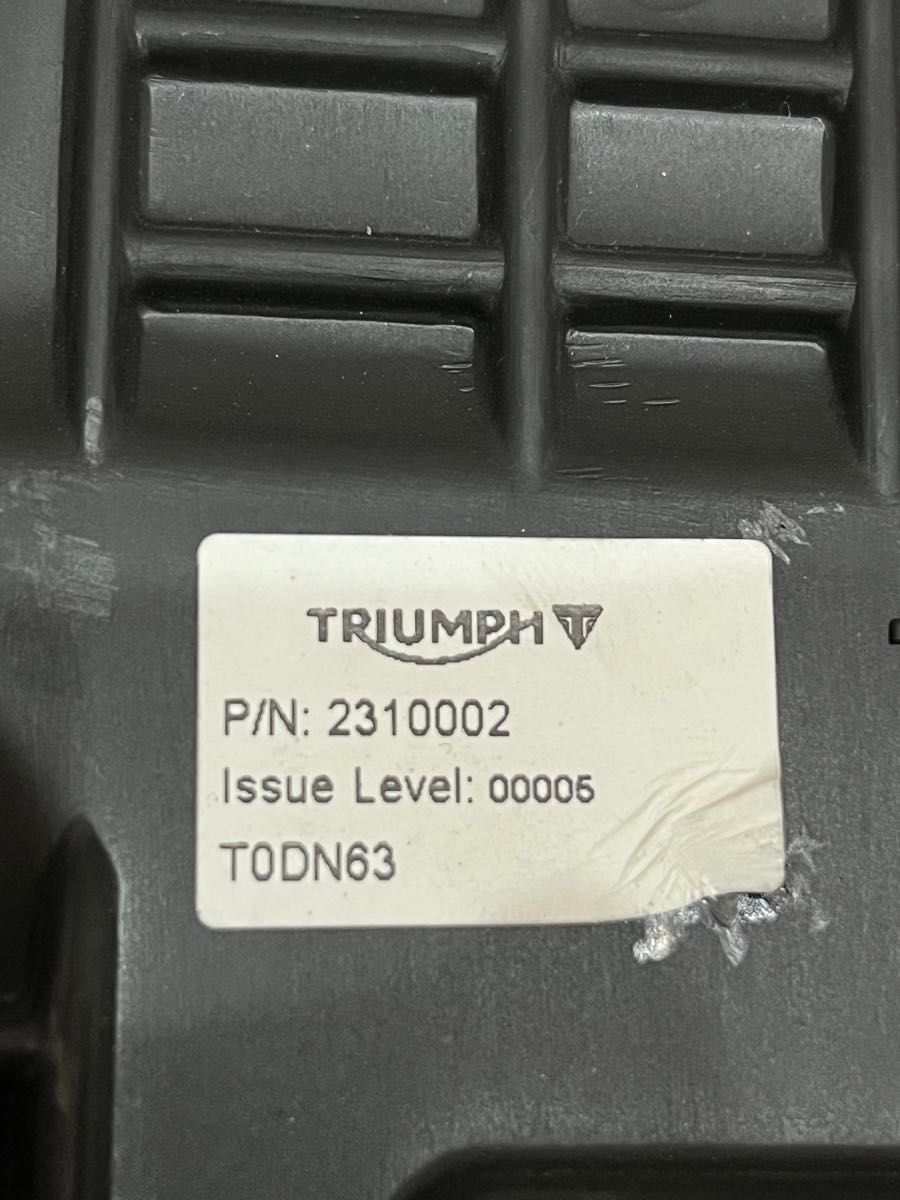 TRIUMPH
P/N: 2310002
Issue Level: 00005
T0DN63